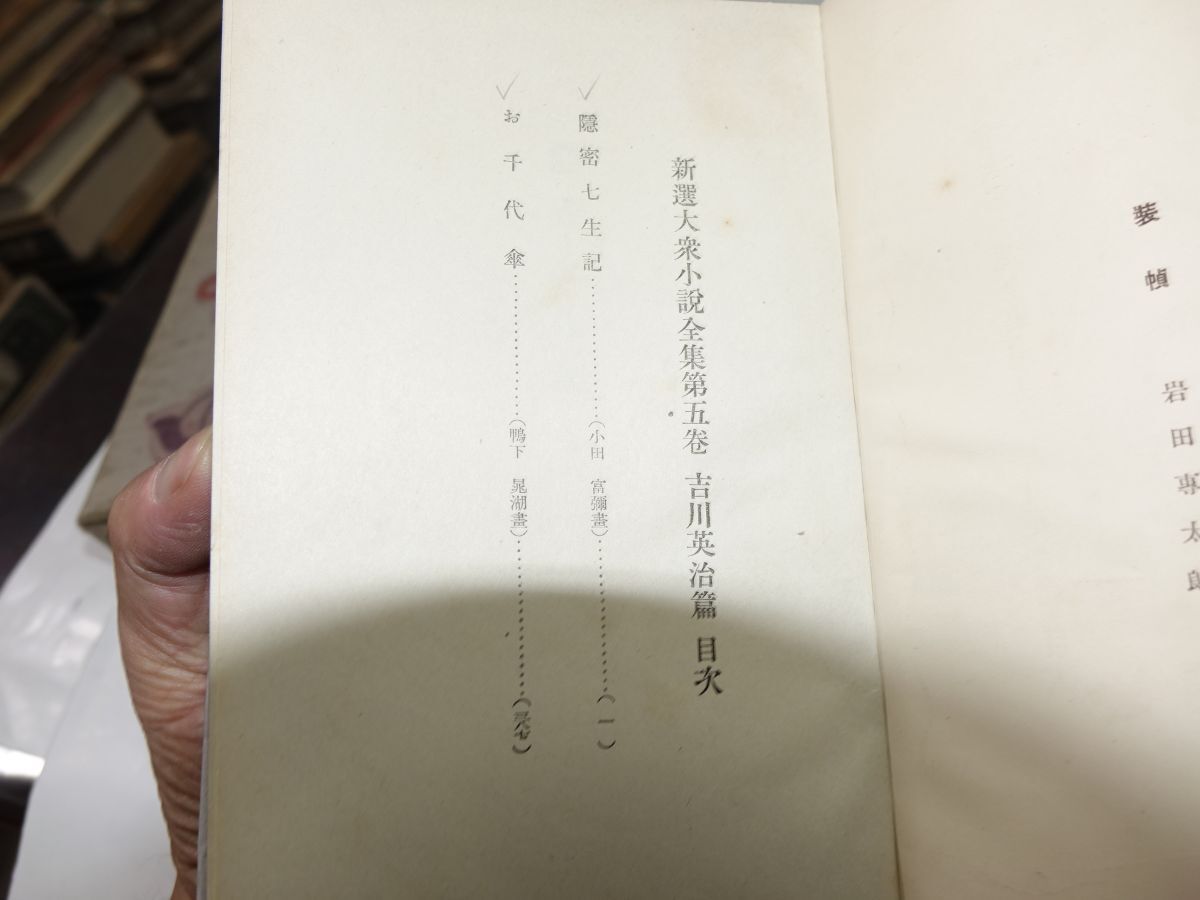 装幀 岩田專太郎
新選大衆小說全集第五卷 吉川英治篇 目次
隱密七生記………………(小田 富彌畫)………………(一)
お千代傘………………(鴨下 晁湖畫)………………